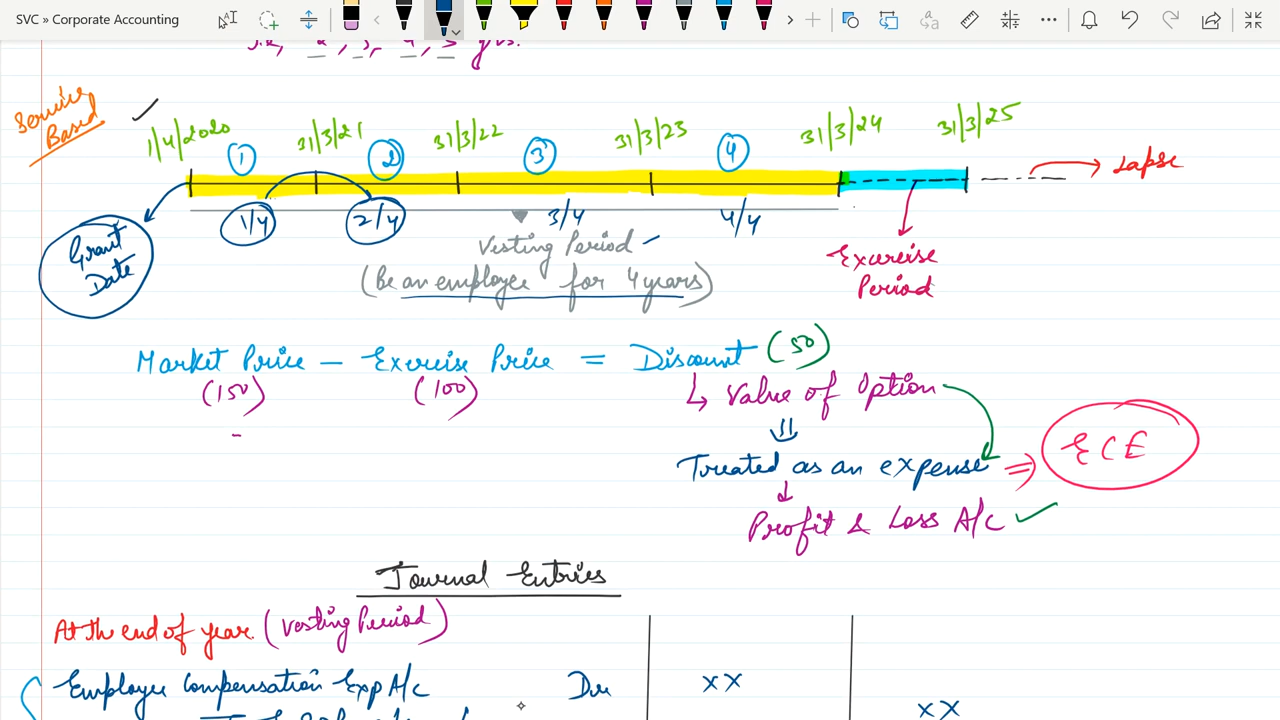 SVC » Corporate Accounting
yrs.
Service
Based
1/4/2020
31/3/21
31/3/22
31/3/23
31/3/24
31/3/25
1
2
3
4
Lapse
1/4
2/4
3/4
4/4
Grant
Date
Vesting Period
(Be an employee for 4 years)
Exercise
Period
Market Price - Exercise Price = Discount (50)
(150) (100)
↳ Value of Option
Treated as an expense ⇒ ECE
Profit & Loss A/c
Journal Entries
At the end of year (Vesting Period)
Employee Compensation Exp A/c Dr xx
xx